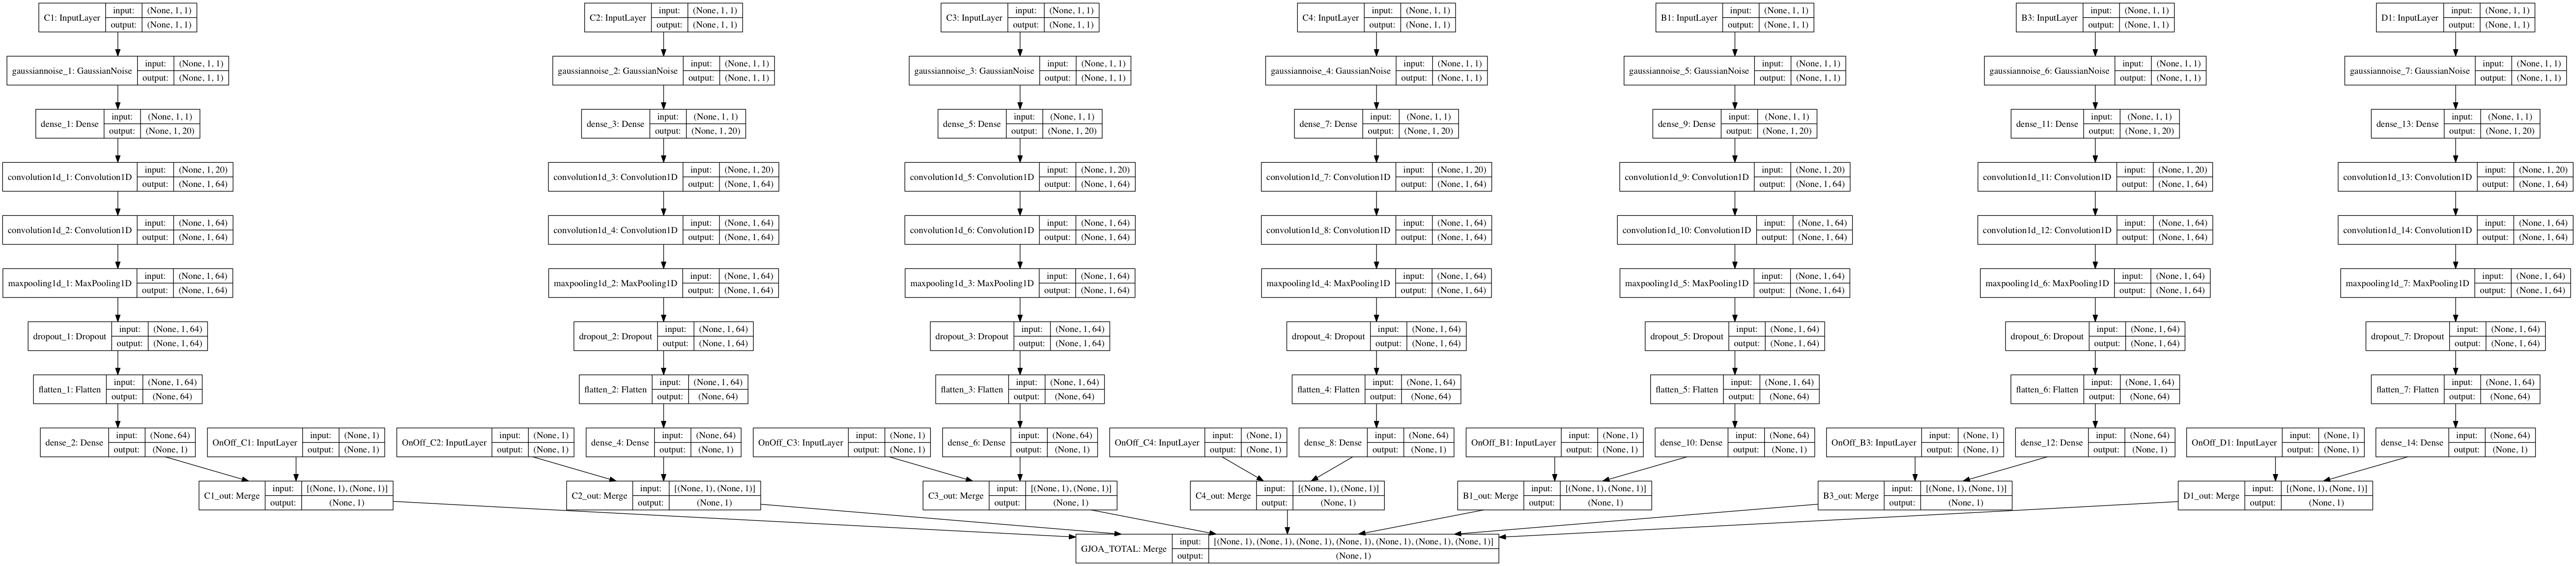 C1: InputLayer input: (None, 1, 1) output: (None, 1, 1)
C2: InputLayer input: (None, 1, 1) output: (None, 1, 1)
C3: InputLayer input: (None, 1, 1) output: (None, 1, 1)
C4: InputLayer input: (None, 1, 1) output: (None, 1, 1)
B1: InputLayer input: (None, 1, 1) output: (None, 1, 1)
B3: InputLayer input: (None, 1, 1) output: (None, 1, 1)
D1: InputLayer input: (None, 1, 1) output: (None, 1, 1)
gaussiannoise_1: GaussianNoise input: (None, 1, 1) output: (None, 1, 1)
gaussiannoise_2: GaussianNoise input: (None, 1, 1) output: (None, 1, 1)
gaussiannoise_3: GaussianNoise input: (None, 1, 1) output: (None, 1, 1)
gaussiannoise_4: GaussianNoise input: (None, 1, 1) output: (None, 1, 1)
gaussiannoise_5: GaussianNoise input: (None, 1, 1) output: (None, 1, 1)
gaussiannoise_6: GaussianNoise input: (None, 1, 1) output: (None, 1, 1)
gaussiannoise_7: GaussianNoise input: (None, 1, 1) output: (None, 1, 1)
dense_1: Dense input: (None, 1, 1) output: (None, 1, 20)
dense_3: Dense input: (None, 1, 1) output: (None, 1, 20)
dense_5: Dense input: (None, 1, 1) output: (None, 1, 20)
dense_7: Dense input: (None, 1, 1) output: (None, 1, 20)
dense_9: Dense input: (None, 1, 1) output: (None, 1, 20)
dense_11: Dense input: (None, 1, 1) output: (None, 1, 20)
dense_13: Dense input: (None, 1, 1) output: (None, 1, 20)
convolution1d_1: Convolution1D input: (None, 1, 20) output: (None, 1, 64)
convolution1d_3: Convolution1D input: (None, 1, 20) output: (None, 1, 64)
convolution1d_5: Convolution1D input: (None, 1, 20) output: (None, 1, 64)
convolution1d_7: Convolution1D input: (None, 1, 20) output: (None, 1, 64)
convolution1d_9: Convolution1D input: (None, 1, 20) output: (None, 1, 64)
convolution1d_11: Convolution1D input: (None, 1, 20) output: (None, 1, 64)
convolution1d_13: Convolution1D input: (None, 1, 20) output: (None, 1, 64)
convolution1d_2: Convolution1D input: (None, 1, 64) output: (None, 1, 64)
convolution1d_4: Convolution1D input: (None, 1, 64) output: (None, 1, 64)
convolution1d_6: Convolution1D input: (None, 1, 64) output: (None, 1, 64)
convolution1d_8: Convolution1D input: (None, 1, 64) output: (None, 1, 64)
convolution1d_10: Convolution1D input: (None, 1, 64) output: (None, 1, 64)
convolution1d_12: Convolution1D input: (None, 1, 64) output: (None, 1, 64)
convolution1d_14: Convolution1D input: (None, 1, 64) output: (None, 1, 64)
maxpooling1d_1: MaxPooling1D input: (None, 1, 64) output: (None, 1, 64)
maxpooling1d_2: MaxPooling1D input: (None, 1, 64) output: (None, 1, 64)
maxpooling1d_3: MaxPooling1D input: (None, 1, 64) output: (None, 1, 64)
maxpooling1d_4: MaxPooling1D input: (None, 1, 64) output: (None, 1, 64)
maxpooling1d_5: MaxPooling1D input: (None, 1, 64) output: (None, 1, 64)
maxpooling1d_6: MaxPooling1D input: (None, 1, 64) output: (None, 1, 64)
maxpooling1d_7: MaxPooling1D input: (None, 1, 64) output: (None, 1, 64)
dropout_1: Dropout input: (None, 1, 64) output: (None, 1, 64)
dropout_2: Dropout input: (None, 1, 64) output: (None, 1, 64)
dropout_3: Dropout input: (None, 1, 64) output: (None, 1, 64)
dropout_4: Dropout input: (None, 1, 64) output: (None, 1, 64)
dropout_5: Dropout input: (None, 1, 64) output: (None, 1, 64)
dropout_6: Dropout input: (None, 1, 64) output: (None, 1, 64)
dropout_7: Dropout input: (None, 1, 64) output: (None, 1, 64)
flatten_1: Flatten input: (None, 1, 64) output: (None, 64)
flatten_2: Flatten input: (None, 1, 64) output: (None, 64)
flatten_3: Flatten input: (None, 1, 64) output: (None, 64)
flatten_4: Flatten input: (None, 1, 64) output: (None, 64)
flatten_5: Flatten input: (None, 1, 64) output: (None, 64)
flatten_6: Flatten input: (None, 1, 64) output: (None, 64)
flatten_7: Flatten input: (None, 1, 64) output: (None, 64)
dense_2: Dense input: (None, 64) output: (None, 1)
OnOff_C1: InputLayer input: (None, 1) output: (None, 1)
OnOff_C2: InputLayer input: (None, 1) output: (None, 1)
dense_4: Dense input: (None, 64) output: (None, 1)
OnOff_C3: InputLayer input: (None, 1) output: (None, 1)
dense_6: Dense input: (None, 64) output: (None, 1)
OnOff_C4: InputLayer input: (None, 1) output: (None, 1)
dense_8: Dense input: (None, 64) output: (None, 1)
OnOff_B1: InputLayer input: (None, 1) output: (None, 1)
dense_10: Dense input: (None, 64) output: (None, 1)
OnOff_B3: InputLayer input: (None, 1) output: (None, 1)
dense_12: Dense input: (None, 64) output: (None, 1)
OnOff_D1: InputLayer input: (None, 1) output: (None, 1)
dense_14: Dense input: (None, 64) output: (None, 1)
C1_out: Merge input: [(None, 1), (None, 1)] output: (None, 1)
C2_out: Merge input: [(None, 1), (None, 1)] output: (None, 1)
C3_out: Merge input: [(None, 1), (None, 1)] output: (None, 1)
C4_out: Merge input: [(None, 1), (None, 1)] output: (None, 1)
B1_out: Merge input: [(None, 1), (None, 1)] output: (None, 1)
B3_out: Merge input: [(None, 1), (None, 1)] output: (None, 1)
D1_out: Merge input: [(None, 1), (None, 1)] output: (None, 1)
GJOA_TOTAL: Merge input: [(None, 1), (None, 1), (None, 1), (None, 1), (None, 1), (None, 1), (None, 1)] output: (None, 1)